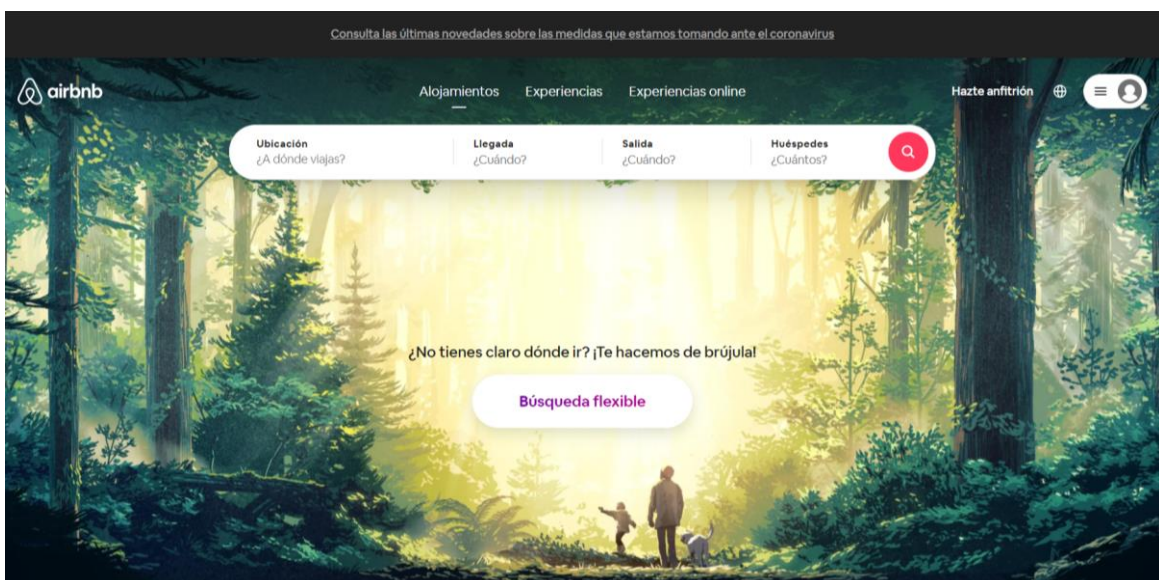 Consulta las últimas novedades sobre las medidas que estamos tomando ante el coronavirus
airbnb
Alojamientos Experiencias Experiencias online
Hazte anfitrión
Ubicación Llegada Salida Huéspedes
¿A dónde viajas? ¿Cuándo? ¿Cuándo? ¿Cuántos?
¿No tienes claro dónde ir? ¡Te hacemos de brújula!
Búsqueda flexible